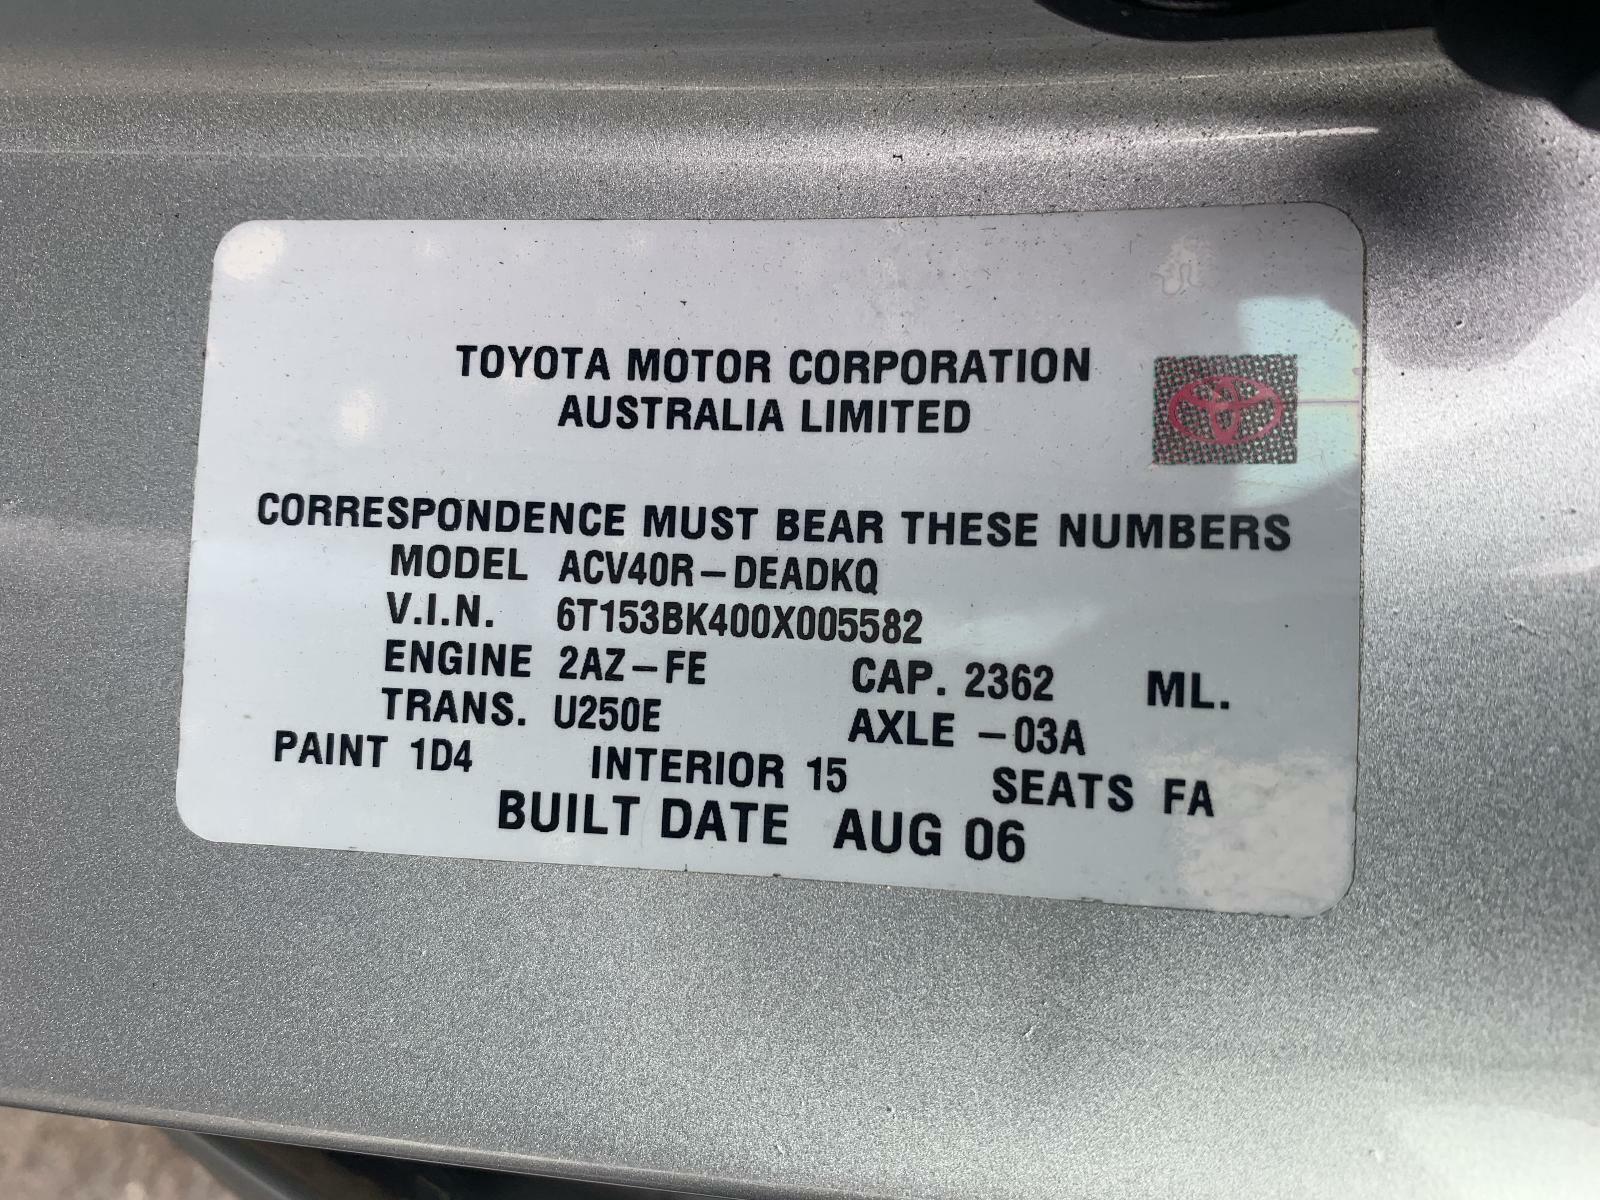 TOYOTA MOTOR CORPORATION
AUSTRALIA LIMITED
CORRESPONDENCE MUST BEAR THESE NUMBERS
MODEL ACV40R-DEADKQ
V.I.N. 6T153BK400X005582
ENGINE 2AZ-FE CAP. 2362 ML.
TRANS. U250E AXLE -03A
PAINT 1D4 INTERIOR 15 SEATS FA
BUILT DATE AUG 06